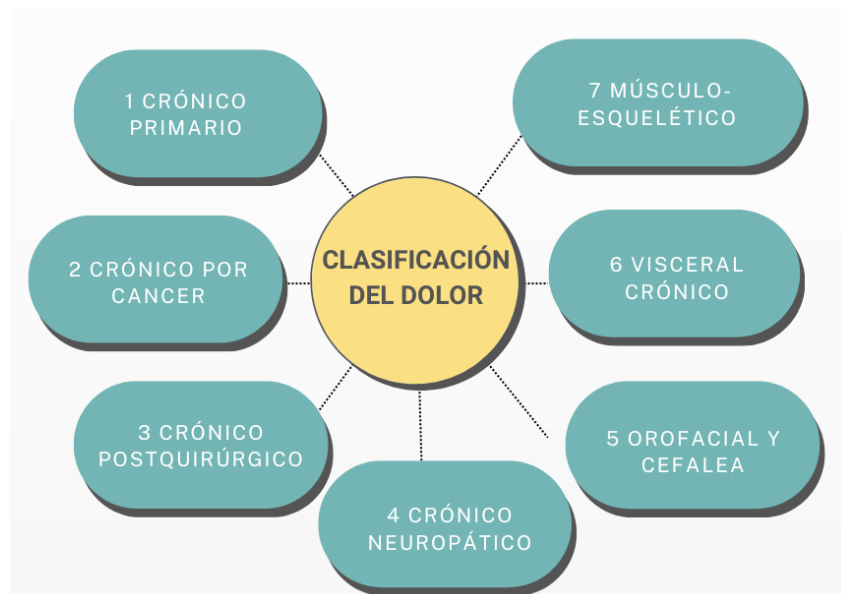 CLASIFICACIÓN
DEL DOLOR
1 CRÓNICO
PRIMARIO
2 CRÓNICO POR
CANCER
3 CRÓNICO
POSTQUIRÚRGICO
4 CRÓNICO
NEUROPÁTICO
5 OROFACIAL Y
CEFALEA
6 VISCERAL
CRÓNICO
7 MÚSCULO-
ESQUELÉTICO